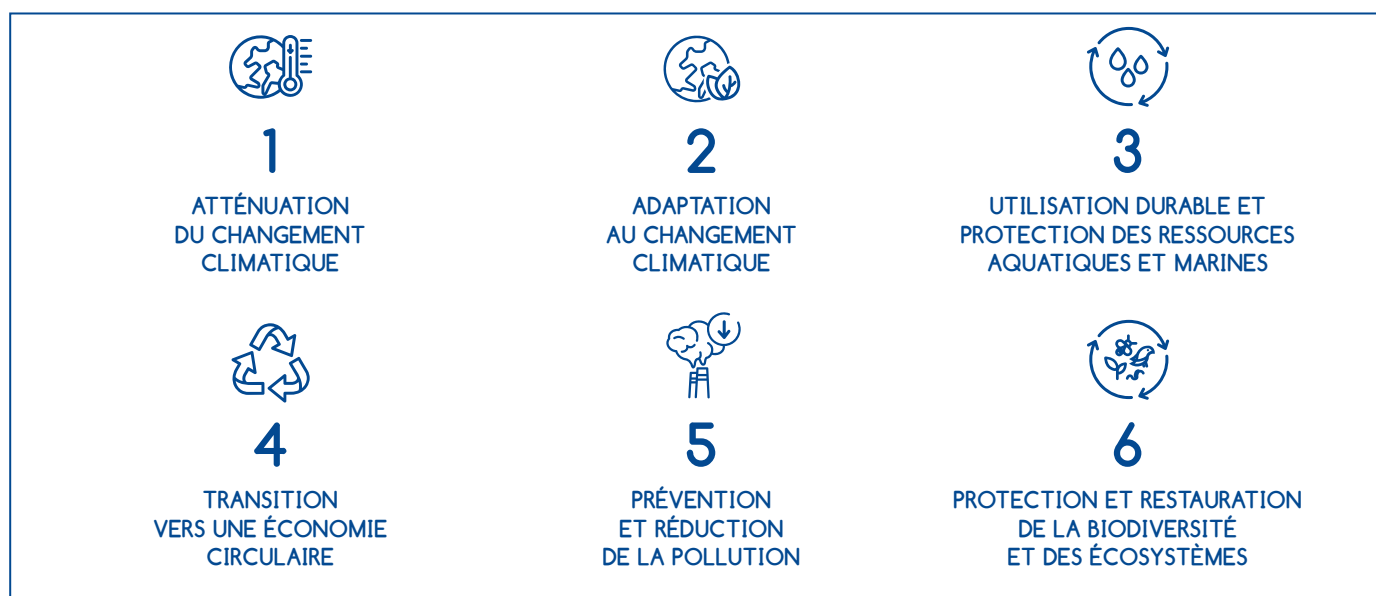 1
ATTÉNUATION
DU CHANGEMENT
CLIMATIQUE
2
ADAPTATION
AU CHANGEMENT
CLIMATIQUE
3
UTILISATION DURABLE ET
PROTECTION DES RESSOURCES
AQUATIQUES ET MARINES
4
TRANSITION
VERS UNE ÉCONOMIE
CIRCULAIRE
5
PRÉVENTION
ET RÉDUCTION
DE LA POLLUTION
6
PROTECTION ET RESTAURATION
DE LA BIODIVERSITÉ
ET DES ÉCOSYSTÈMES